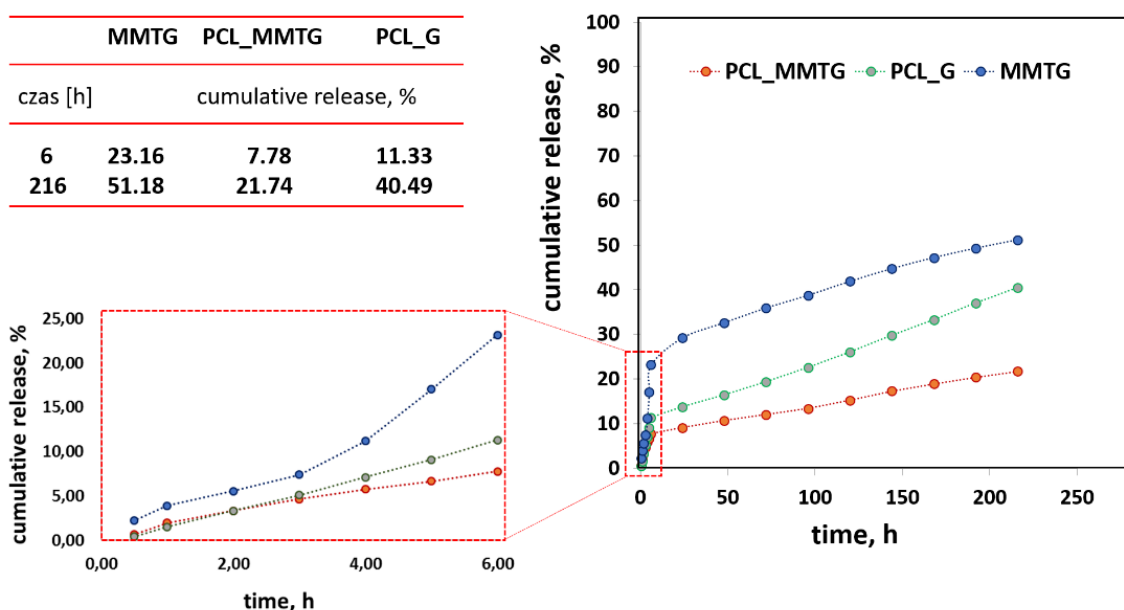 MMTG PCL_MMTG PCL_G
czas [h] cumulative release, %
6 23.16 7.78 11.33
216 51.18 21.74 40.49
cumulative release, %
25,00
20,00
15,00
10,00
5,00
0,00
0,00 2,00 4,00 6,00
time, h
cumulative release, %
100
90
80
70
60
50
40
30
20
10
0
PCL_MMTG PCL_G MMTG
0 50 100 150 200 250
time, h